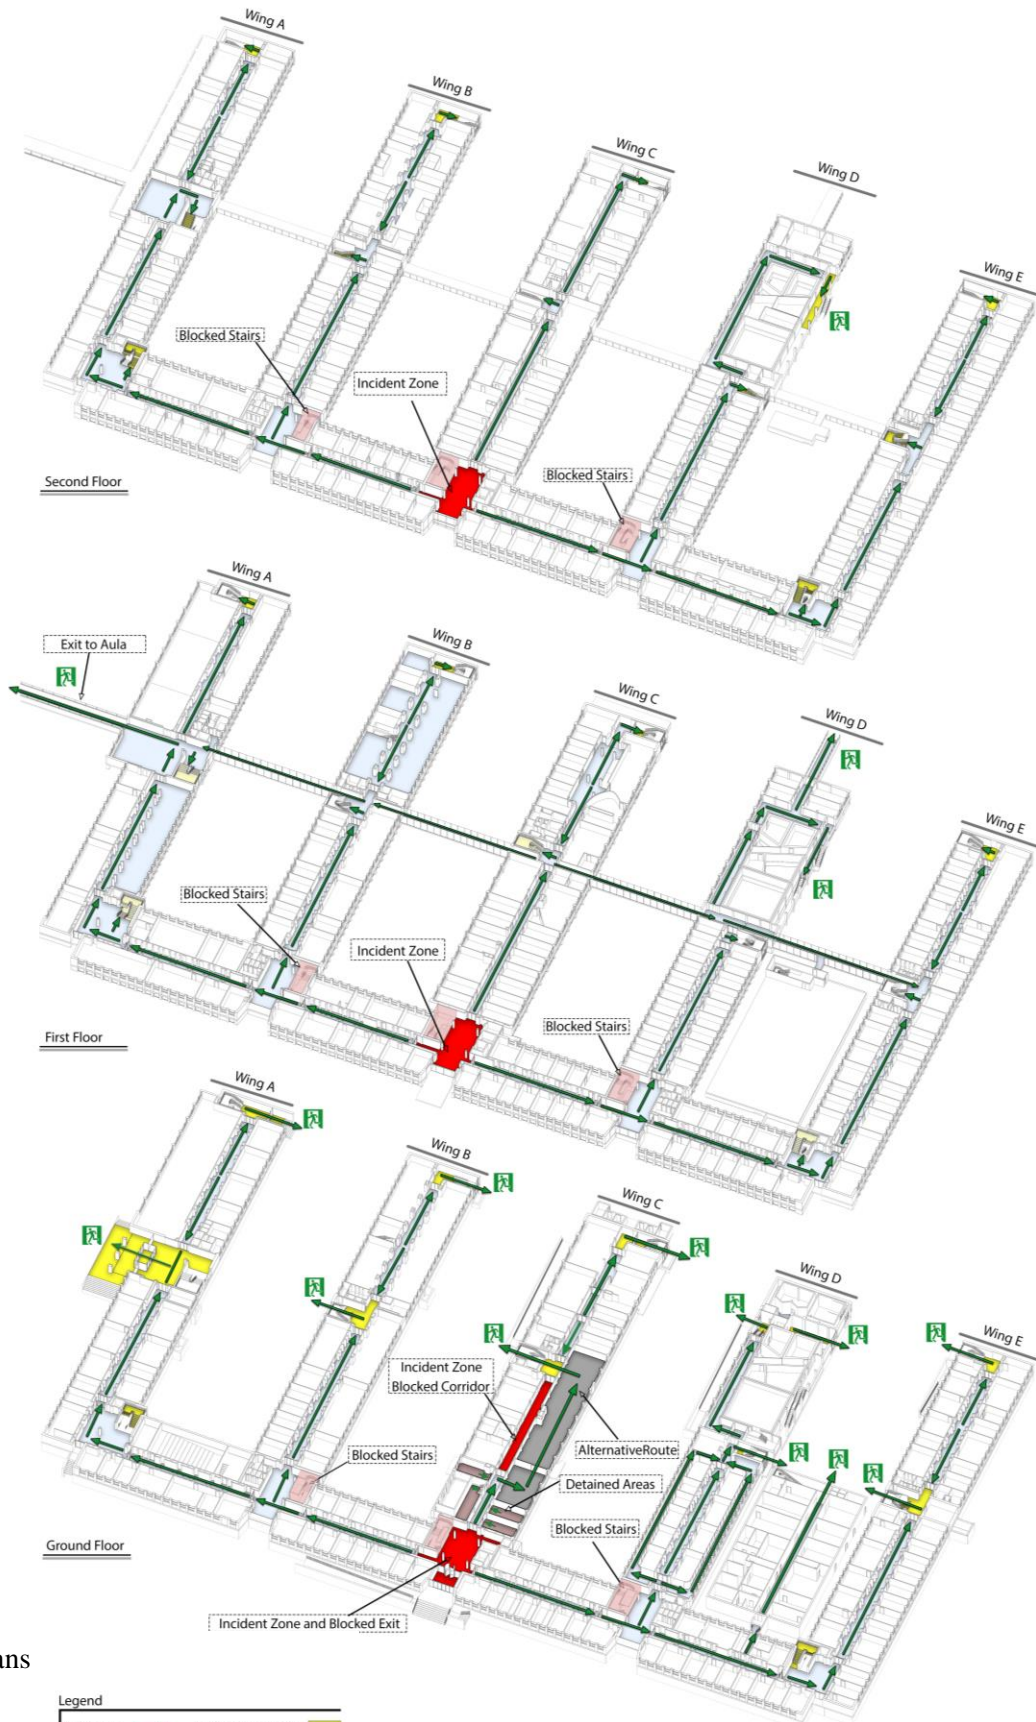 Wing A
Wing B
Wing C
Wing D
Wing E
Blocked Stairs
Incident Zone
Blocked Stairs
Second Floor
Wing A
Exit to Aula
Wing B
Wing C
Wing D
Wing E
Blocked Stairs
Incident Zone
Blocked Stairs
First Floor
Wing A
Wing B
Wing C
Wing D
Wing E
Incident Zone
Blocked Corridor
AlternativeRoute
Blocked Stairs
Detained Areas
Blocked Stairs
Ground Floor
Incident Zone and Blocked Exit
ans
Legend